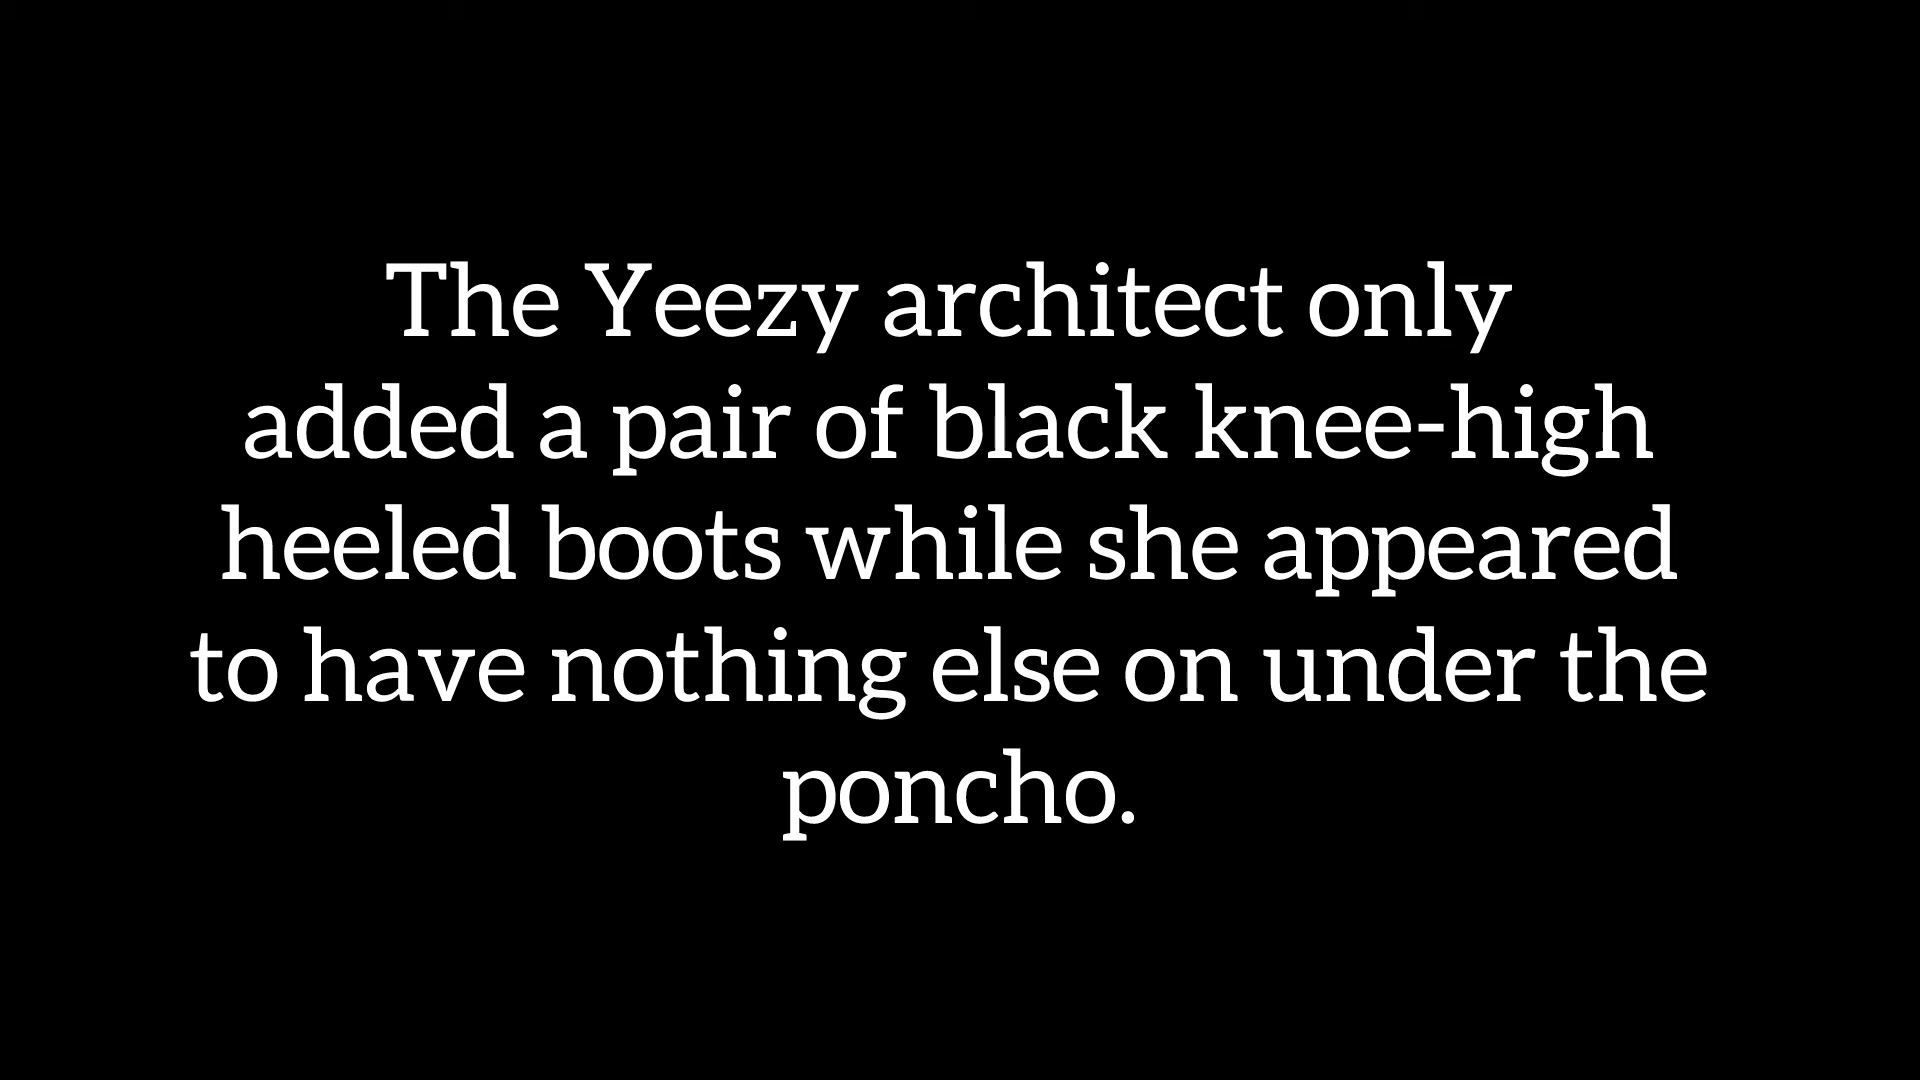 The Yeezy architect only
added a pair of black knee-high
heeled boots while she appeared
to have nothing else on under the
poncho.